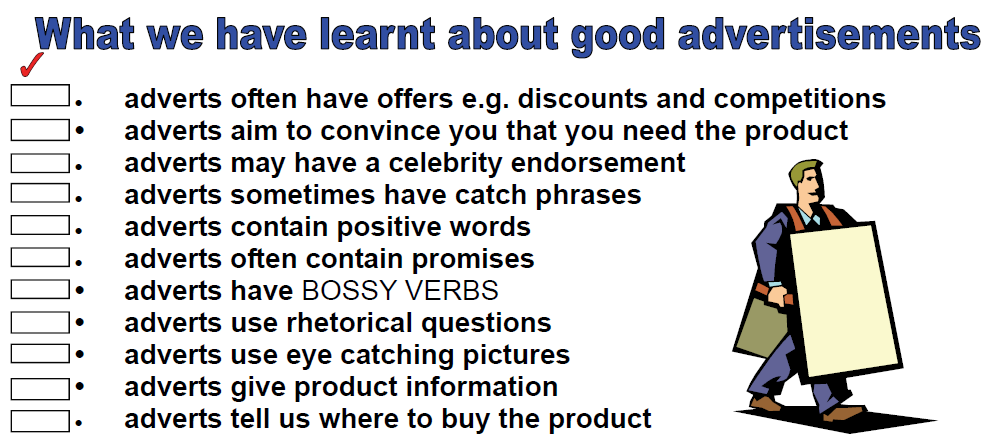 What we have learnt about good advertisements
✓
• adverts often have offers e.g. discounts and competitions
• adverts aim to convince you that you need the product
• adverts may have a celebrity endorsement
• adverts sometimes have catch phrases
• adverts contain positive words
• adverts often contain promises
• adverts have BOSSY VERBS
• adverts use rhetorical questions
• adverts use eye catching pictures
• adverts give product information
• adverts tell us where to buy the product